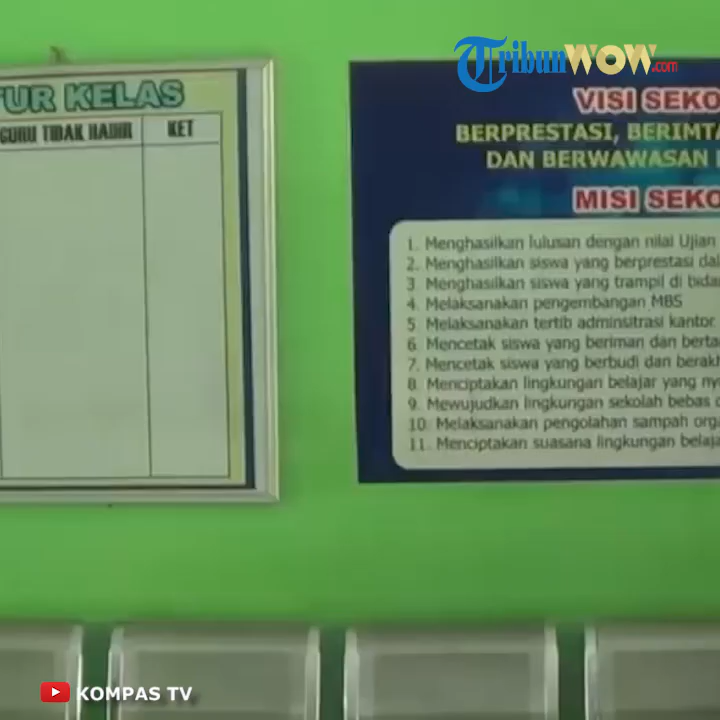 TribunWOW.com
TUR KELAS
GURU TIDAK HADIR KET
VISI SEKO
BERPRESTASI, BERIMTA
DAN BERWAWASAN
MISI SEKO
1. Menghasilkan lulusan dengan nilai Ujian
2. Menghasilkan siswa yang berprestasi dal
3. Menghasilkan siswa yang trampil di bidan
4. Melaksanakan pengembangan MBS
5. Melaksanakan tertib adminsitrasi kantor
6. Mencetak siswa yang beriman dan berta
7. Mencetak siswa yang berbudi dan berakh
8. Menciptakan lingkungan belajar yang ny
9. Mewujudkan lingkungan sekolah bebas
10. Melaksanakan pengolahan sampah orga
11. Menciptakan suasana lingkungan belaja
KOMPAS TV